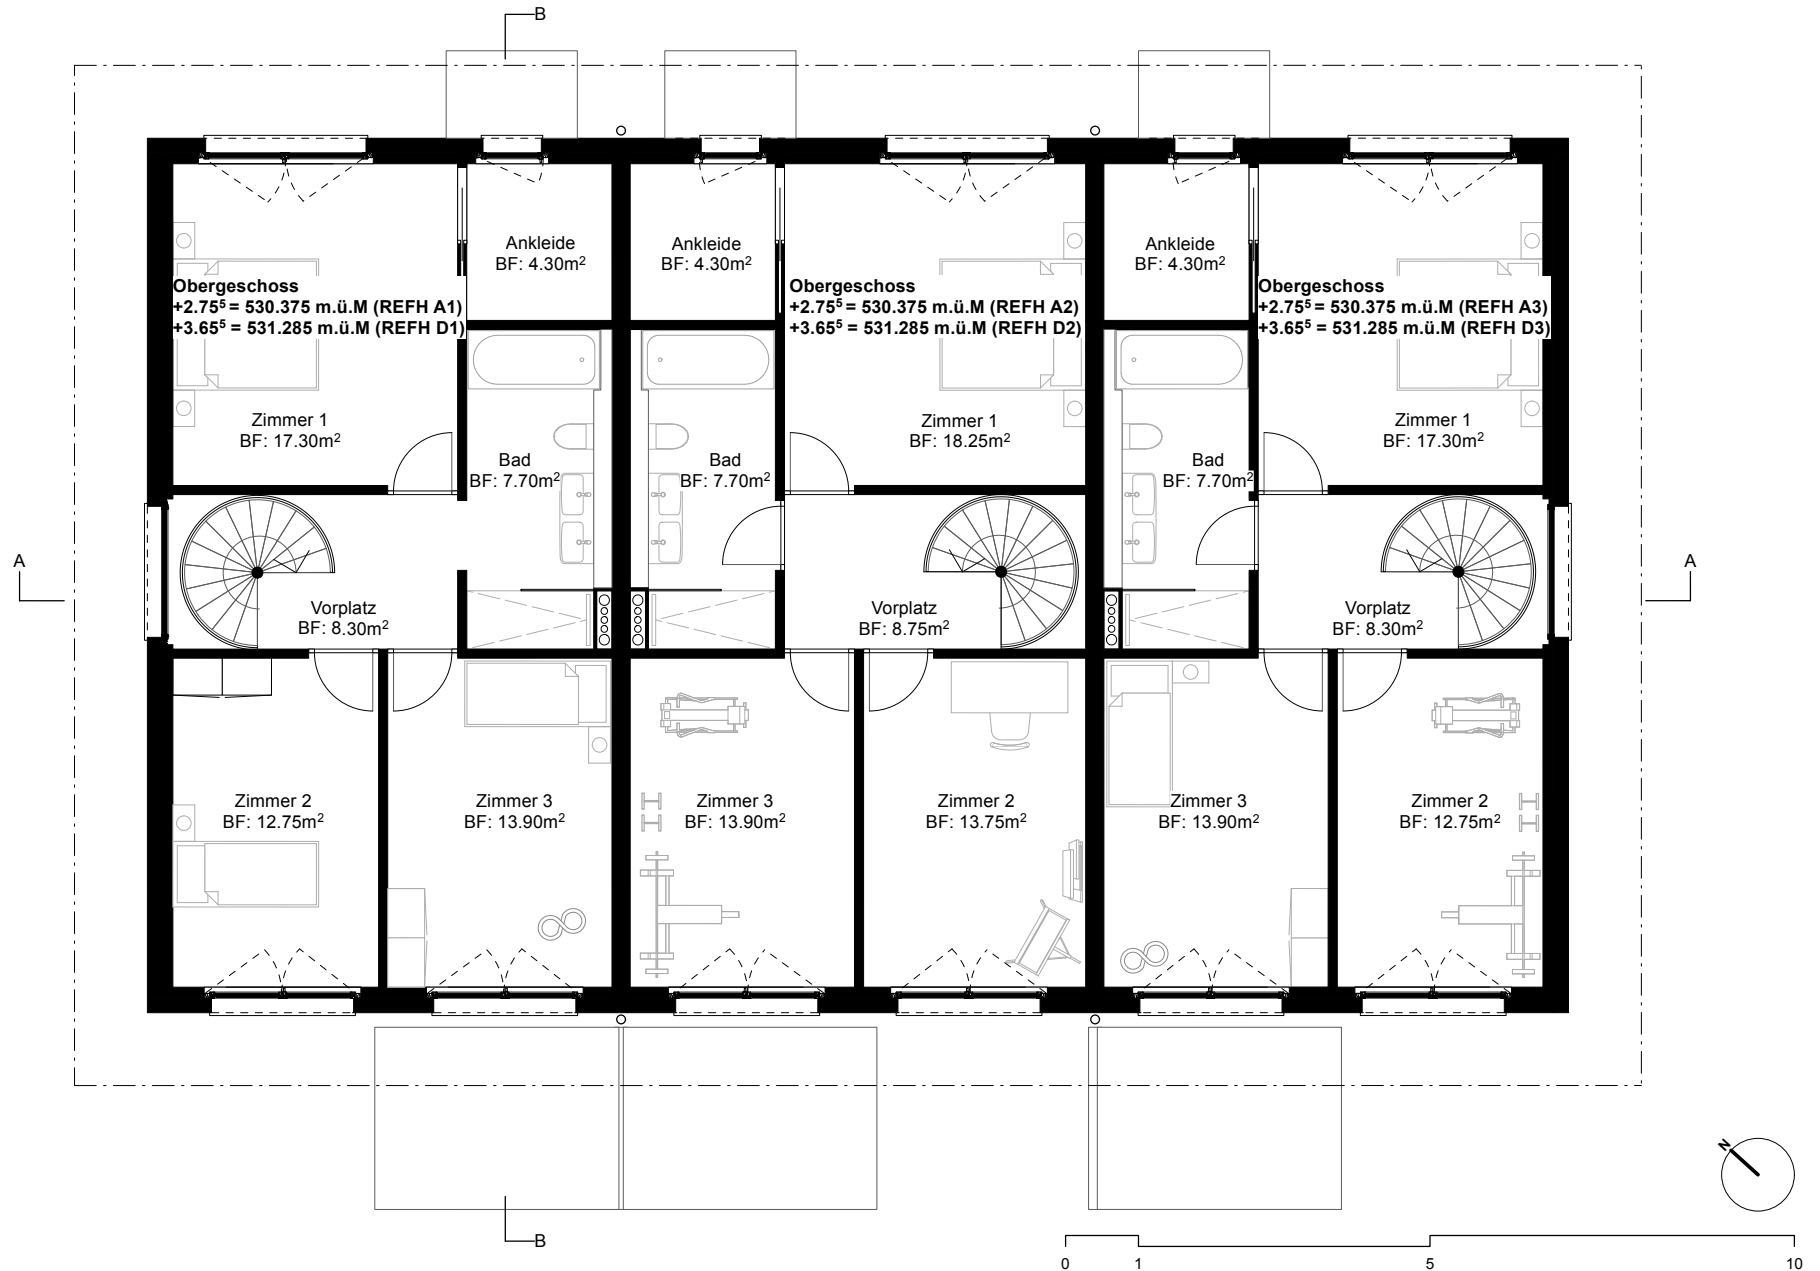 B
Ankleide
BF: 4.30m²
Ankleide
BF: 4.30m²
Ankleide
BF: 4.30m²
Obergeschoss
+2.75⁵ = 530.375 m.ü.M (REFH A1)
+3.65⁵ = 531.285 m.ü.M (REFH D1)
Obergeschoss
+2.75⁵ = 530.375 m.ü.M (REFH A2)
+3.65⁵ = 531.285 m.ü.M (REFH D2)
Obergeschoss
+2.75⁵ = 530.375 m.ü.M (REFH A3)
+3.65⁵ = 531.285 m.ü.M (REFH D3)
Zimmer 1
BF: 17.30m²
Bad
BF: 7.70m²
Bad
BF: 7.70m²
Zimmer 1
BF: 18.25m²
Bad
BF: 7.70m²
Zimmer 1
BF: 17.30m²
A
A
Vorplatz
BF: 8.30m²
Vorplatz
BF: 8.75m²
Vorplatz
BF: 8.30m²
Zimmer 2
BF: 12.75m²
Zimmer 3
BF: 13.90m²
Zimmer 3
BF: 13.90m²
Zimmer 2
BF: 13.75m²
Zimmer 3
BF: 13.90m²
Zimmer 2
BF: 12.75m²
N
B
0 1 5 10